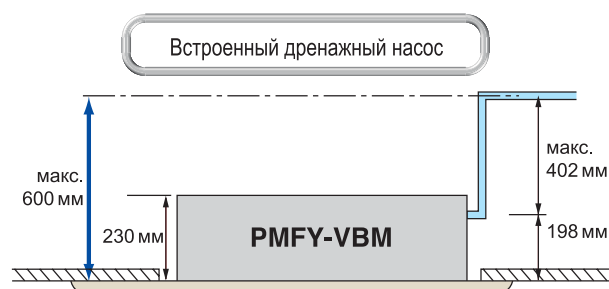 Встроенный дренажный насос
макс.
600 мм
230 мм
PMFY-VBM
макс.
402 мм
198 мм